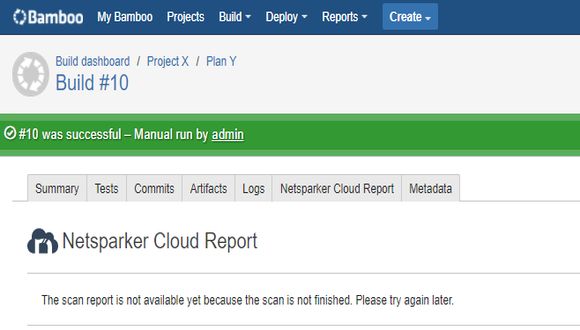 Bamboo My Bamboo Projects Build Deploy Reports Create
Build dashboard / Project X / Plan Y
Build #10
#10 was successful – Manual run by admin
Summary Tests Commits Artifacts Logs Netsparker Cloud Report Metadata
Netsparker Cloud Report
The scan report is not available yet because the scan is not finished. Please try again later.